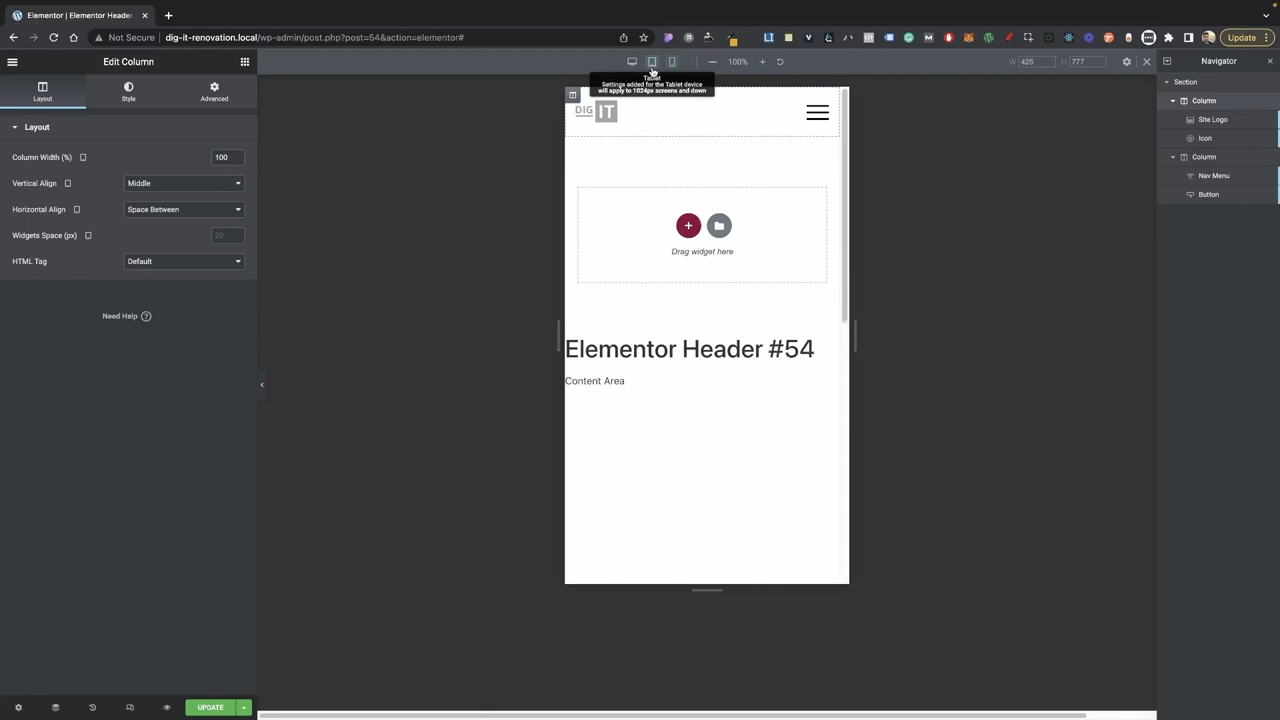 Elementor | Elementor Header
Not Secure | dig-it-renovation.local/wp-admin/post.php?post=54&action=elementor#
Update
Edit Column
100%
W 425
H 777
Navigator
Tablet
Settings added for the Tablet device
will apply to 1024px screens and down
Layout
Style
Advanced
Layout
Column Width (%)
100
Vertical Align
Middle
Horizontal Align
Space Between
Widgets Space (px)
20
HTML Tag
Default
Need Help
DIG IT
Drag widget here
Elementor Header #54
Content Area
Section
Column
Site Logo
Icon
Column
Nav Menu
Button
UPDATE